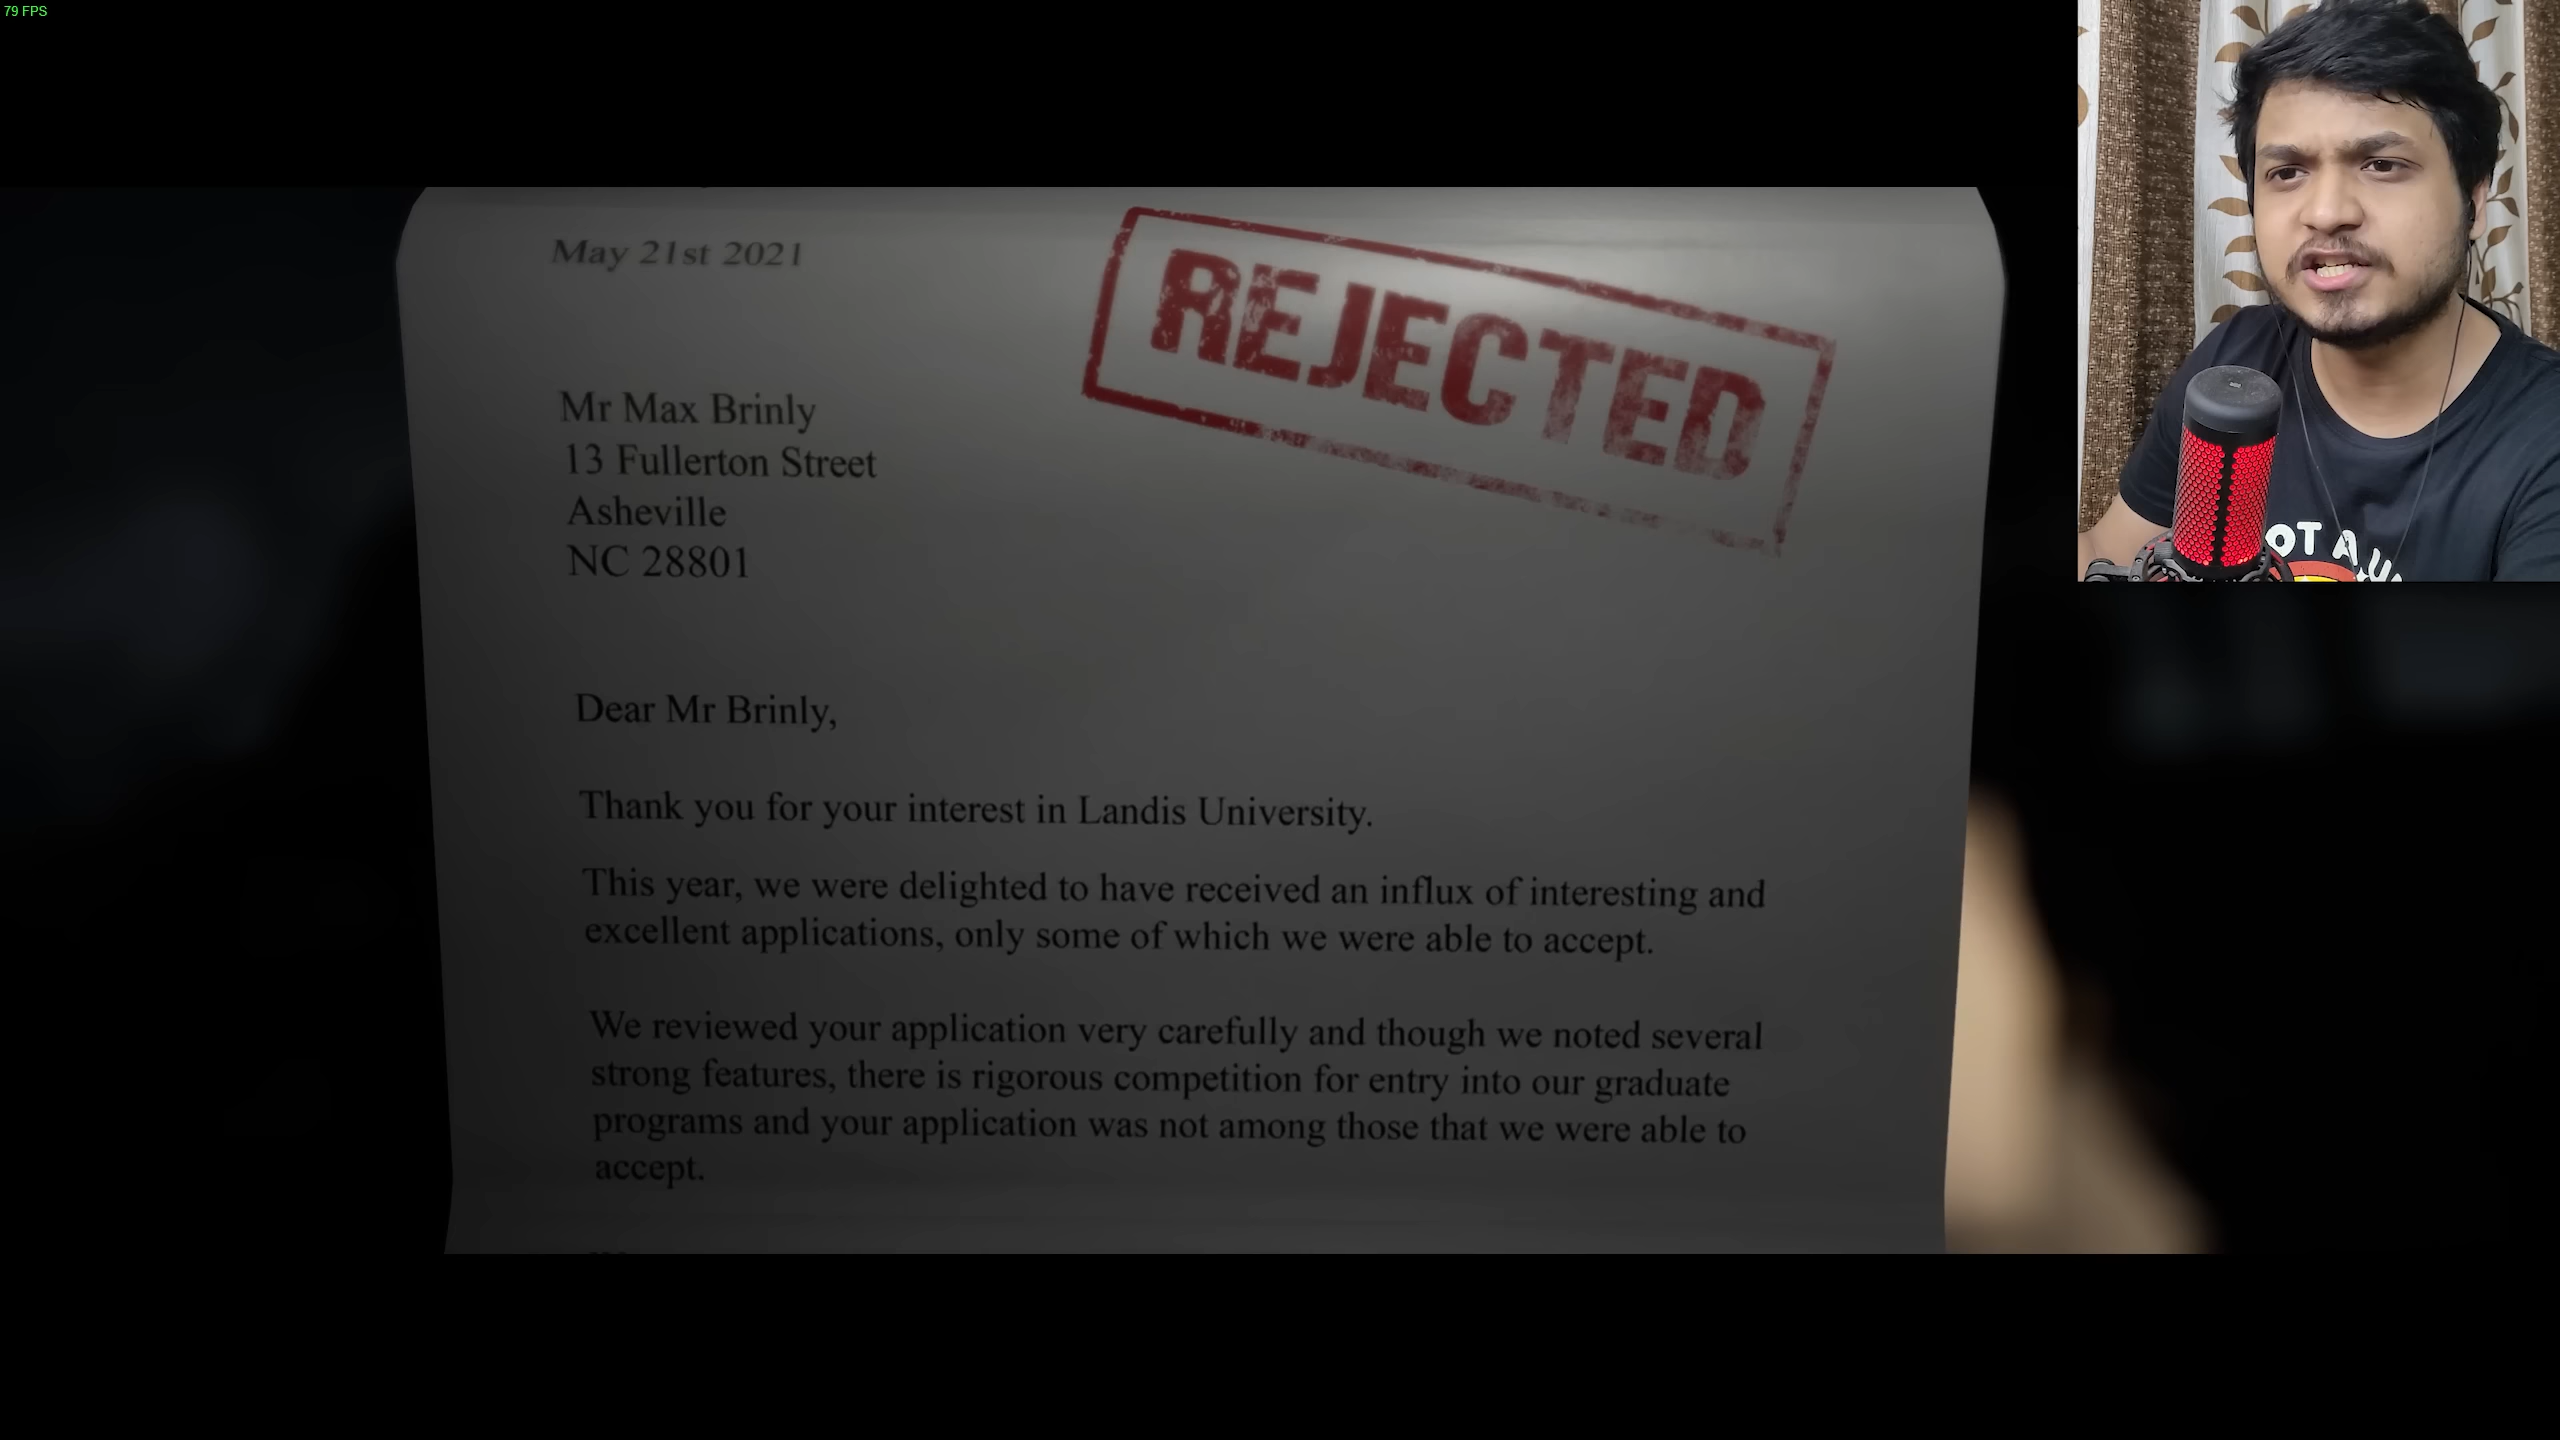 79 FPS
May 21st 2021
REJECTED
Mr Max Brinly
13 Fullerton Street
Asheville
NC 28801
Dear Mr Brinly,
Thank you for your interest in Landis University.
This year, we were delighted to have received an influx of interesting and
excellent applications, only some of which we were able to accept.
We reviewed your application very carefully and though we noted several
strong features, there is rigorous competition for entry into our graduate
programs and your application was not among those that we were able to
accept.
OT A